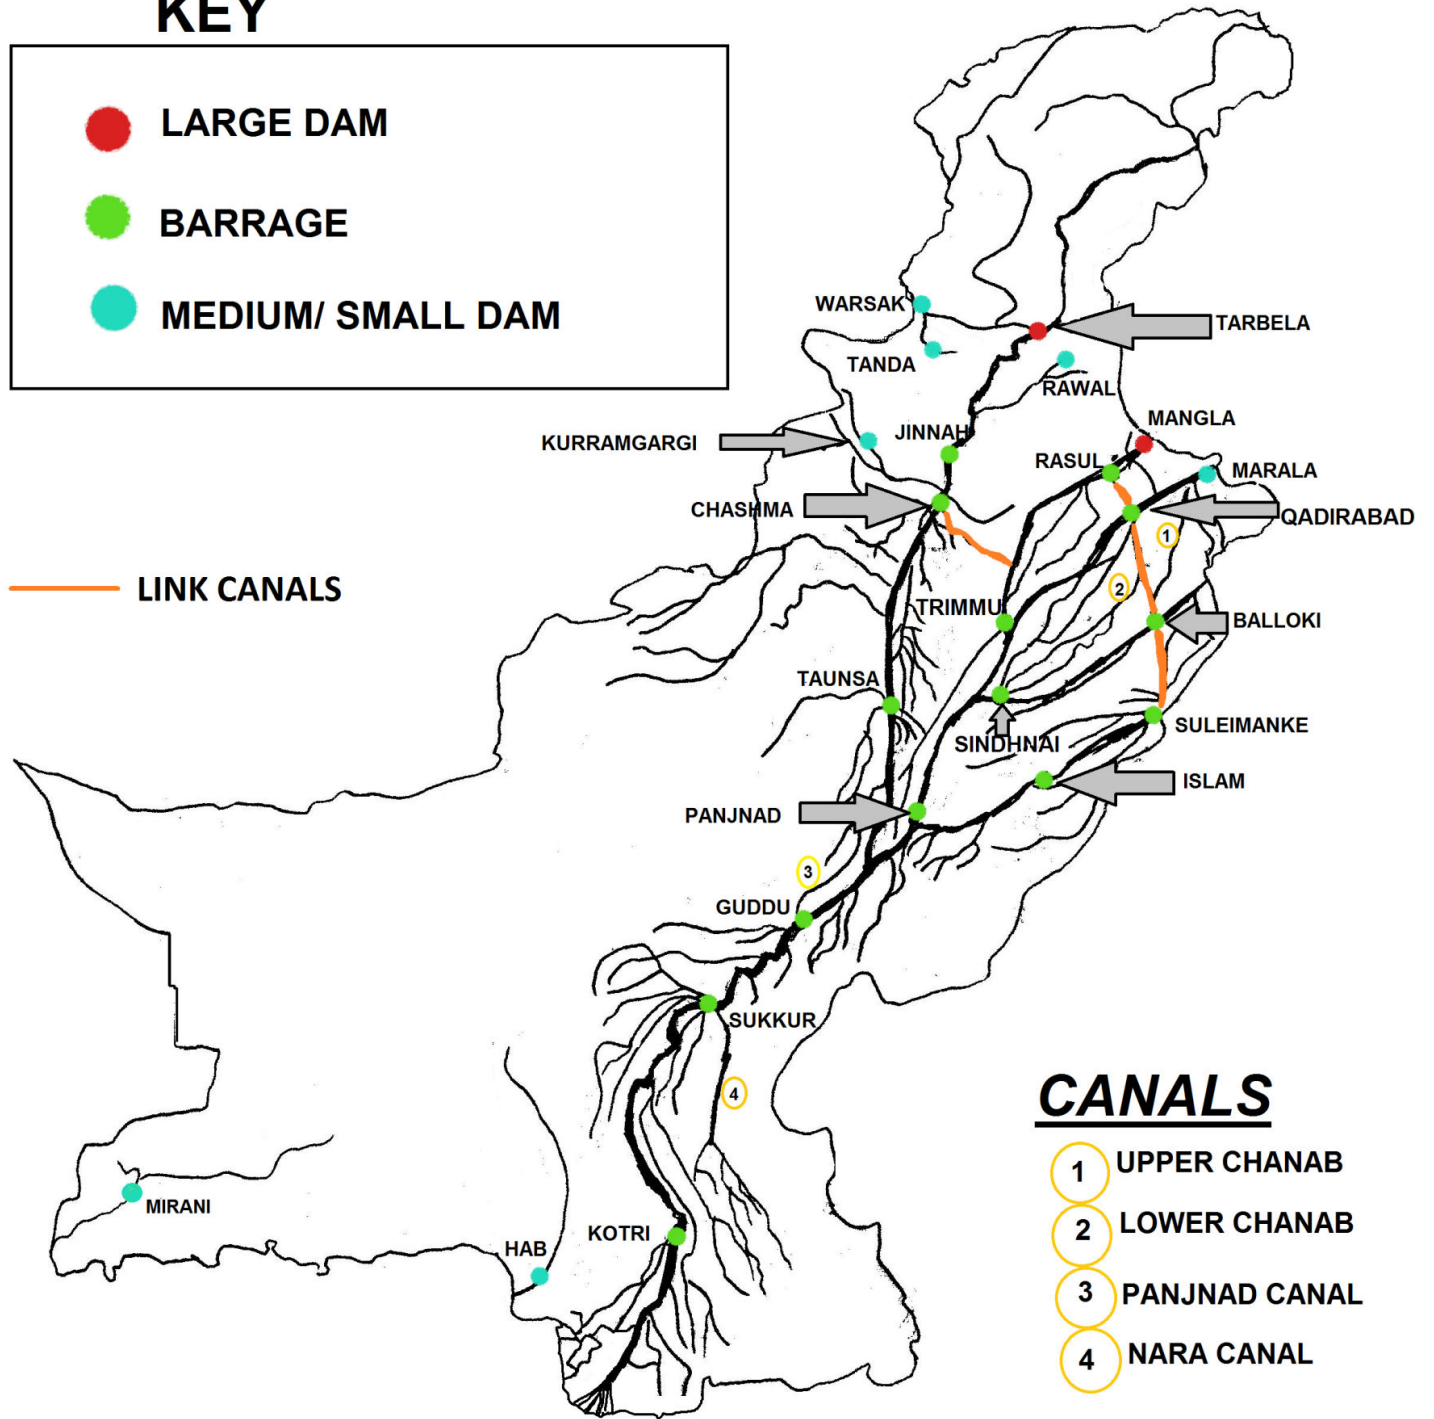 KEY
LARGE DAM
BARRAGE
MEDIUM/ SMALL DAM
LINK CANALS
WARSAK
TARBELA
TANDA
RAWAL
MANGLA
KURRAMGARGI
JINNAH
RASUL
MARALA
CHASHMA
QADIRABAD
1
2
TRIMMU
BALLOKI
TAUNSA
SULEIMANKE
SINDHNAI
ISLAM
PANJNAD
3
GUDDU
SUKKUR
4
MIRANI
KOTRI
HAB
CANALS
1 UPPER CHANAB
2 LOWER CHANAB
3 PANJNAD CANAL
4 NARA CANAL